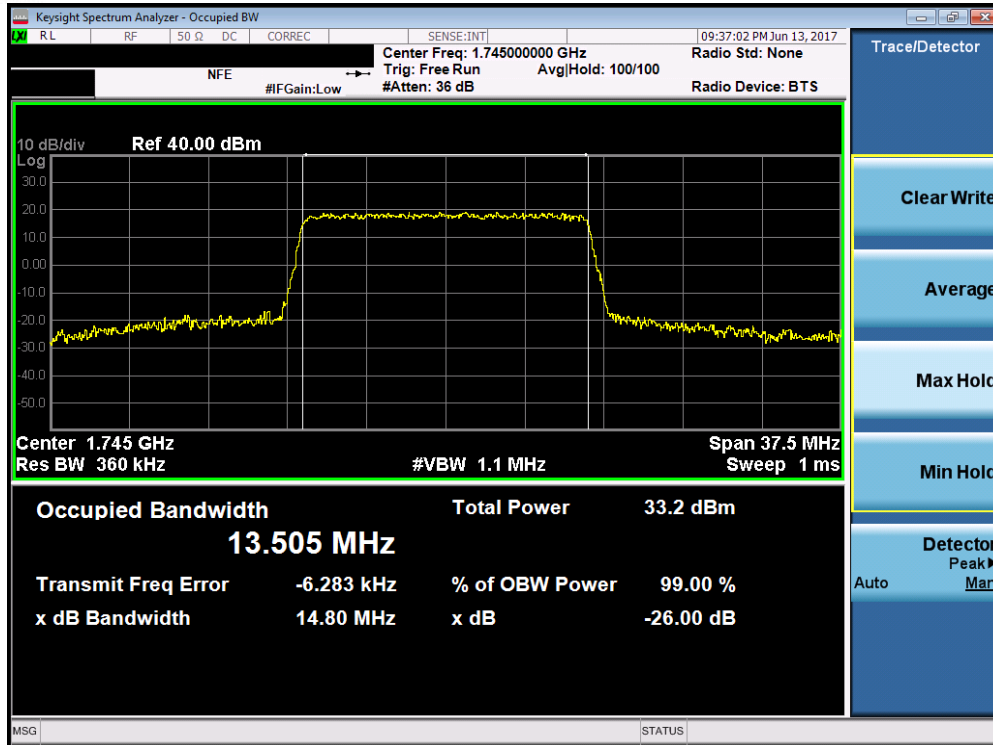 Keysight Spectrum Analyzer - Occupied BW
LXI RL RF 50 Ω DC CORREC SENSE:INT 09:37:02 PM Jun 13, 2017
Center Freq: 1.745000000 GHz Radio Std: None
NFE Trig: Free Run Avg|Hold: 100/100
#IFGain:Low #Atten: 36 dB Radio Device: BTS
10 dB/div Ref 40.00 dBm
Log
30.0
20.0
10.0
0.00
-10.0
-20.0
-30.0
-40.0
-50.0
Center 1.745 GHz Span 37.5 MHz
Res BW 360 kHz #VBW 1.1 MHz Sweep 1 ms
Occupied Bandwidth Total Power 33.2 dBm
13.505 MHz
Transmit Freq Error -6.283 kHz % of OBW Power 99.00 %
x dB Bandwidth 14.80 MHz x dB -26.00 dB
MSG STATUS
Trace/Detector
Clear Write
Average
Max Hold
Min Hold
Detector
Peak
Auto Man